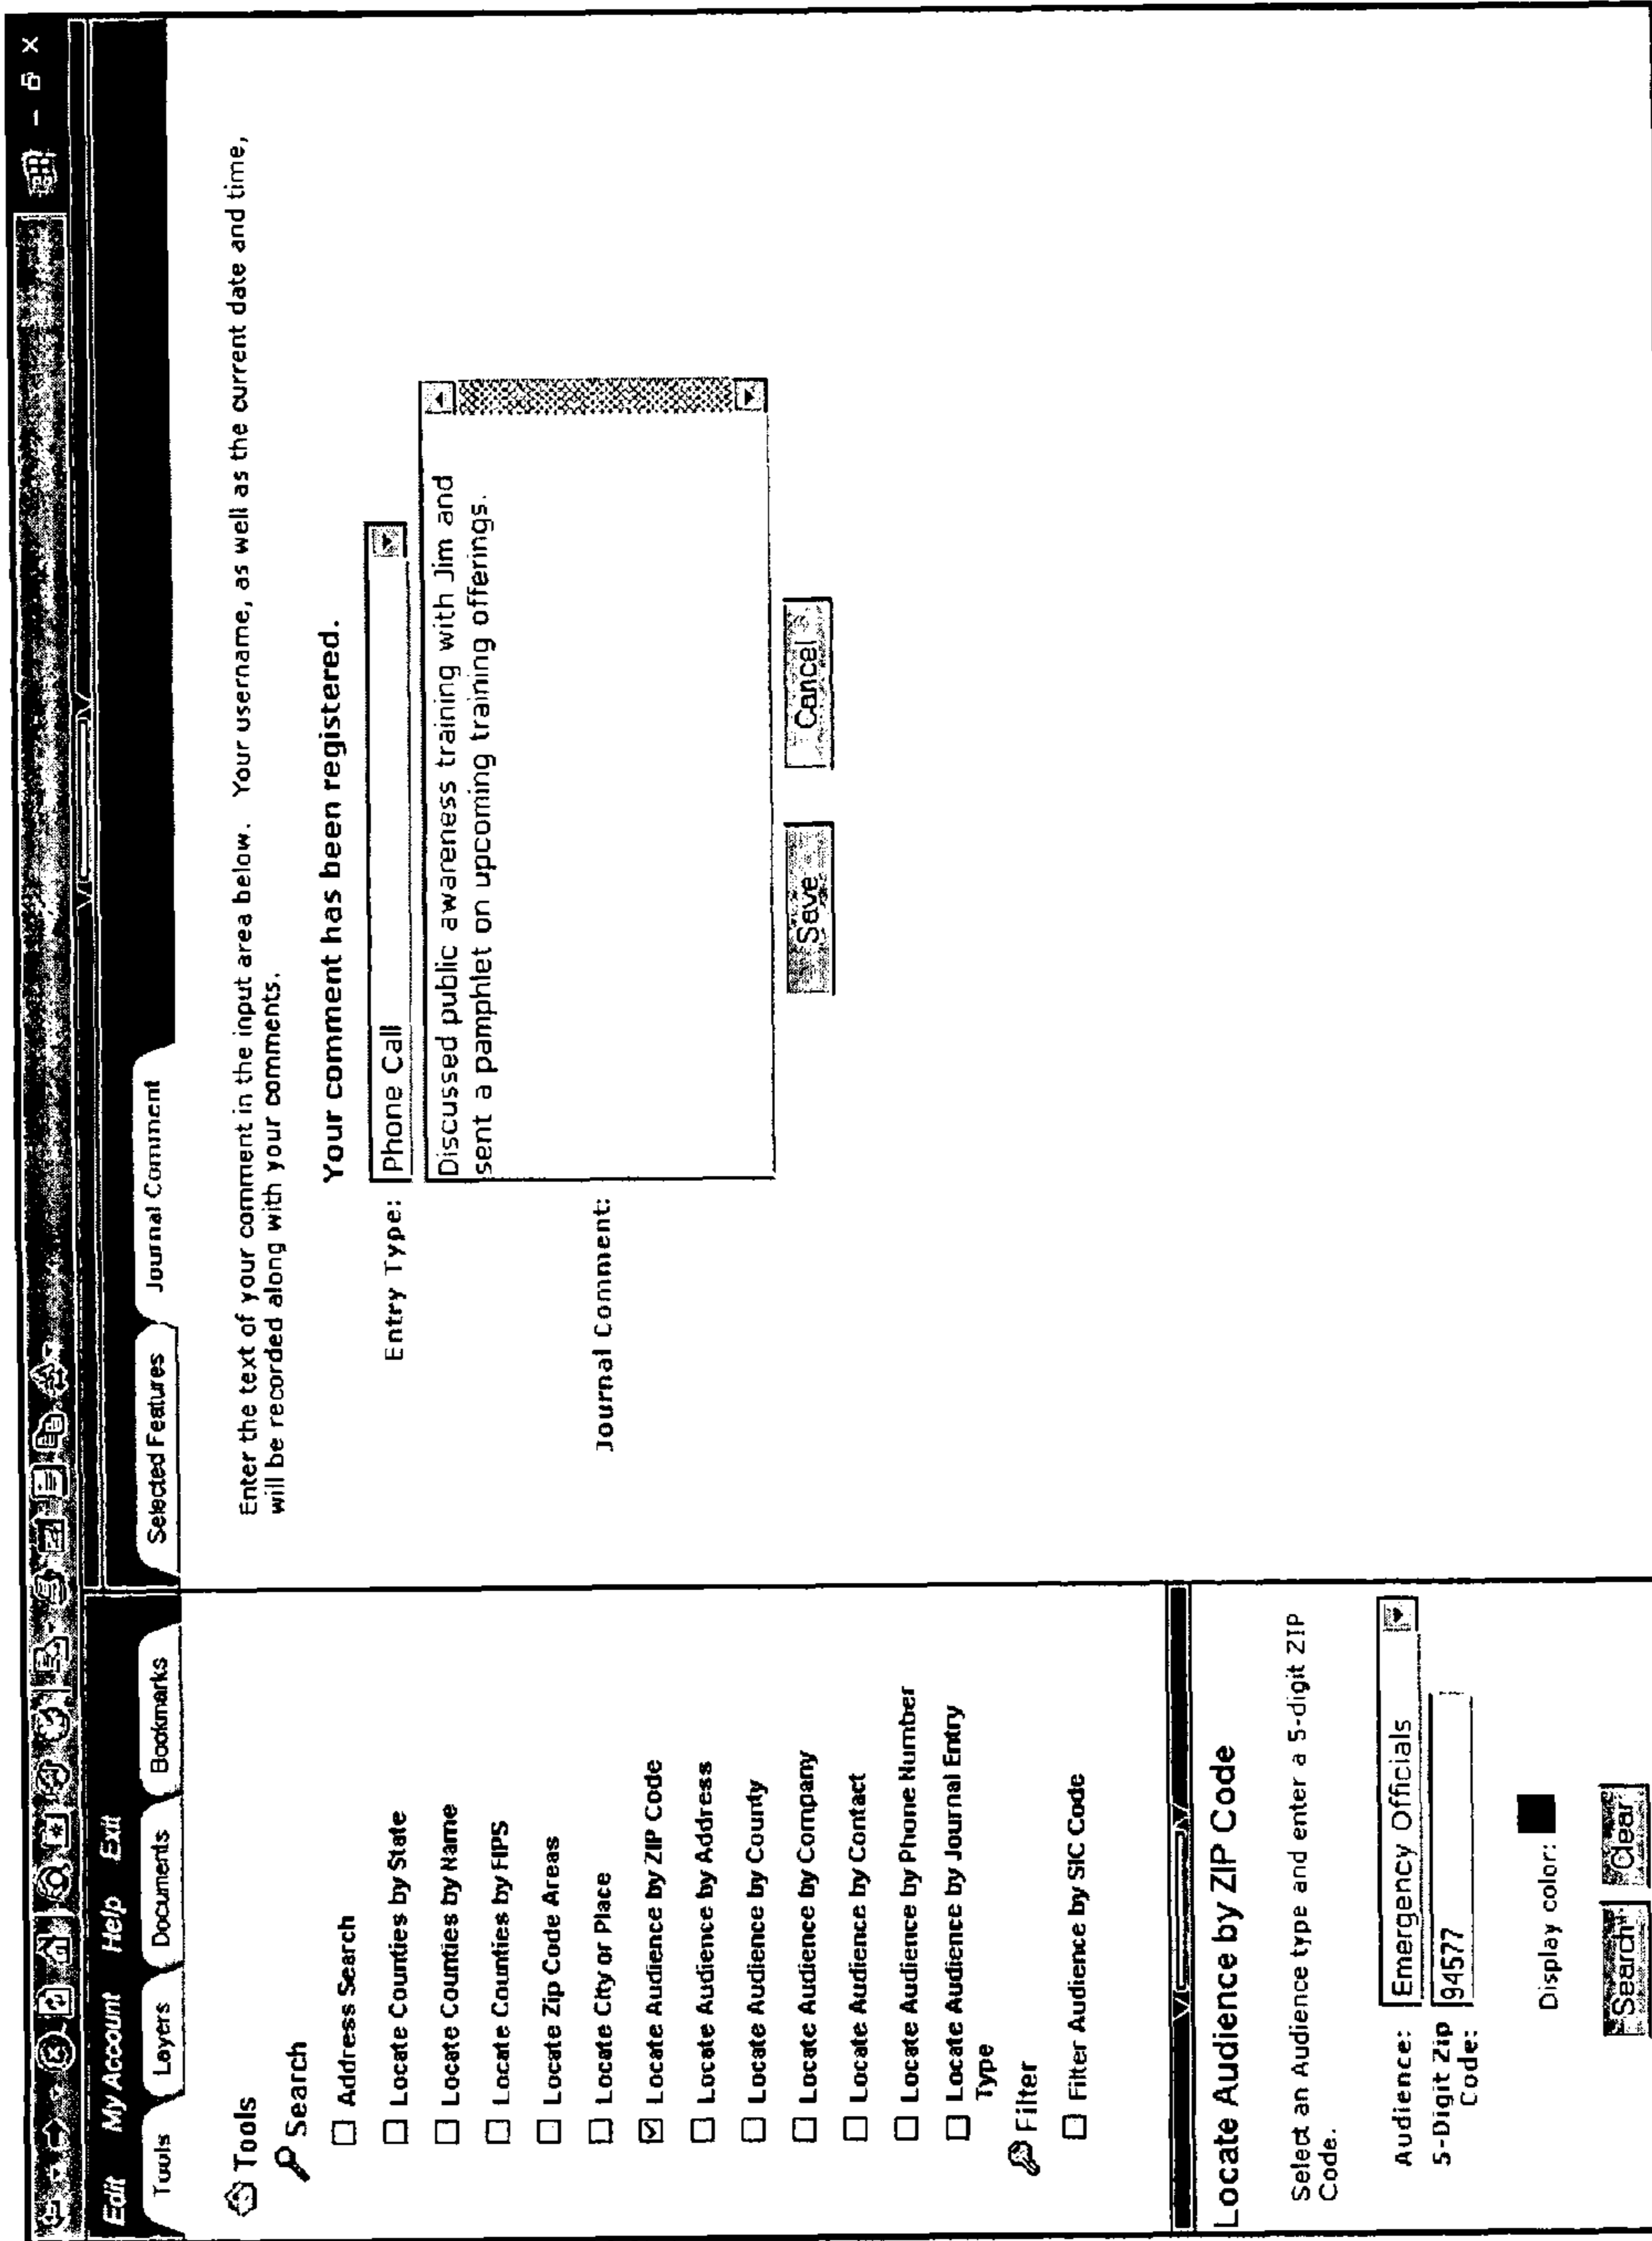 Edit My Account Help Exit
Tools Layers Documents Bookmarks
Tools
Search
Address Search
Locate Counties by State
Locate Counties by Name
Locate Counties by FIPS
Locate Zip Code Areas
Locate City or Place
Locate Audience by ZIP Code
Locate Audience by Address
Locate Audience by County
Locate Audience by Company
Locate Audience by Contact
Locate Audience by Phone Number
Locate Audience by Journal Entry
Type
Filter
Filter Audience by SIC Code
Locate Audience by ZIP Code
Select an Audience type and enter a 5-digit ZIP
Code.
Audience: Emergency Officials
5-Digit Zip 94577
Code:
Display color:
Search Clear
Selected Features Journal Comment
Enter the text of your comment in the input area below. Your username, as well as the current date and time,
will be recorded along with your comments.
Your comment has been registered.
Entry Type: Phone Call
Journal Comment:
Discussed public awareness training with Jim and
sent a pamphlet on upcoming training offerings.
Save Cancel